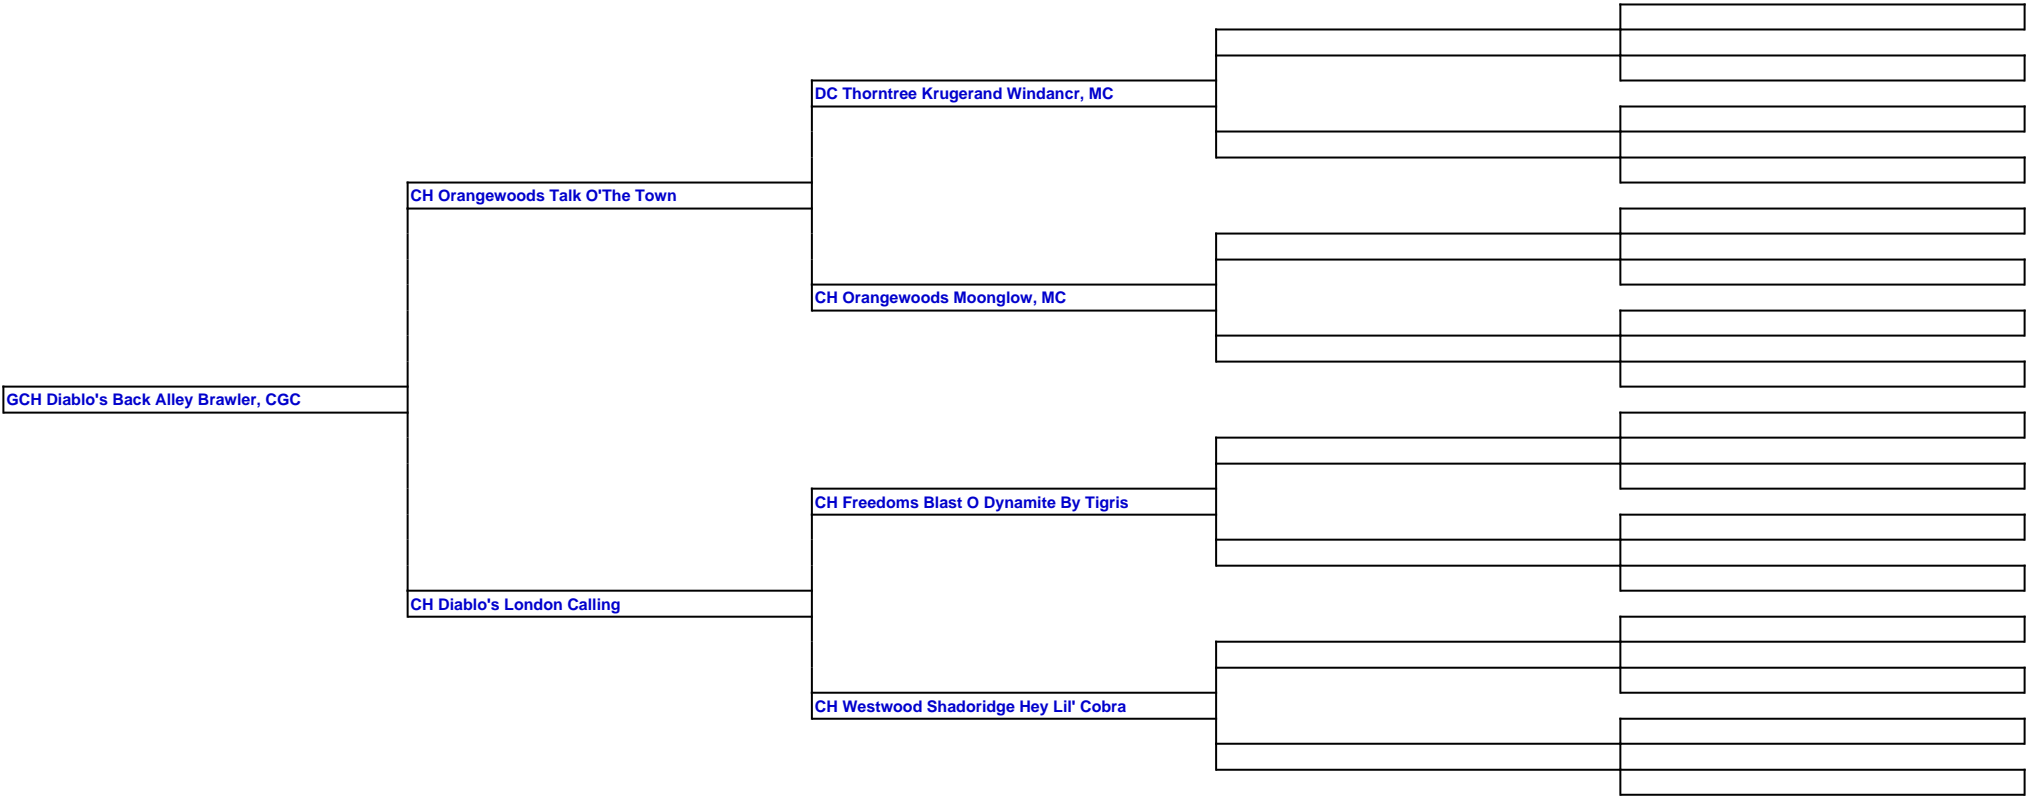 DC Thorntree Krugerand Windancr, MC
CH Orangewoods Talk O'The Town
CH Orangewoods Moonglow, MC
GCH Diablo's Back Alley Brawler, CGC
CH Freedoms Blast O Dynamite By Tigris
CH Diablo's London Calling
CH Westwood Shadoridge Hey Lil' Cobra